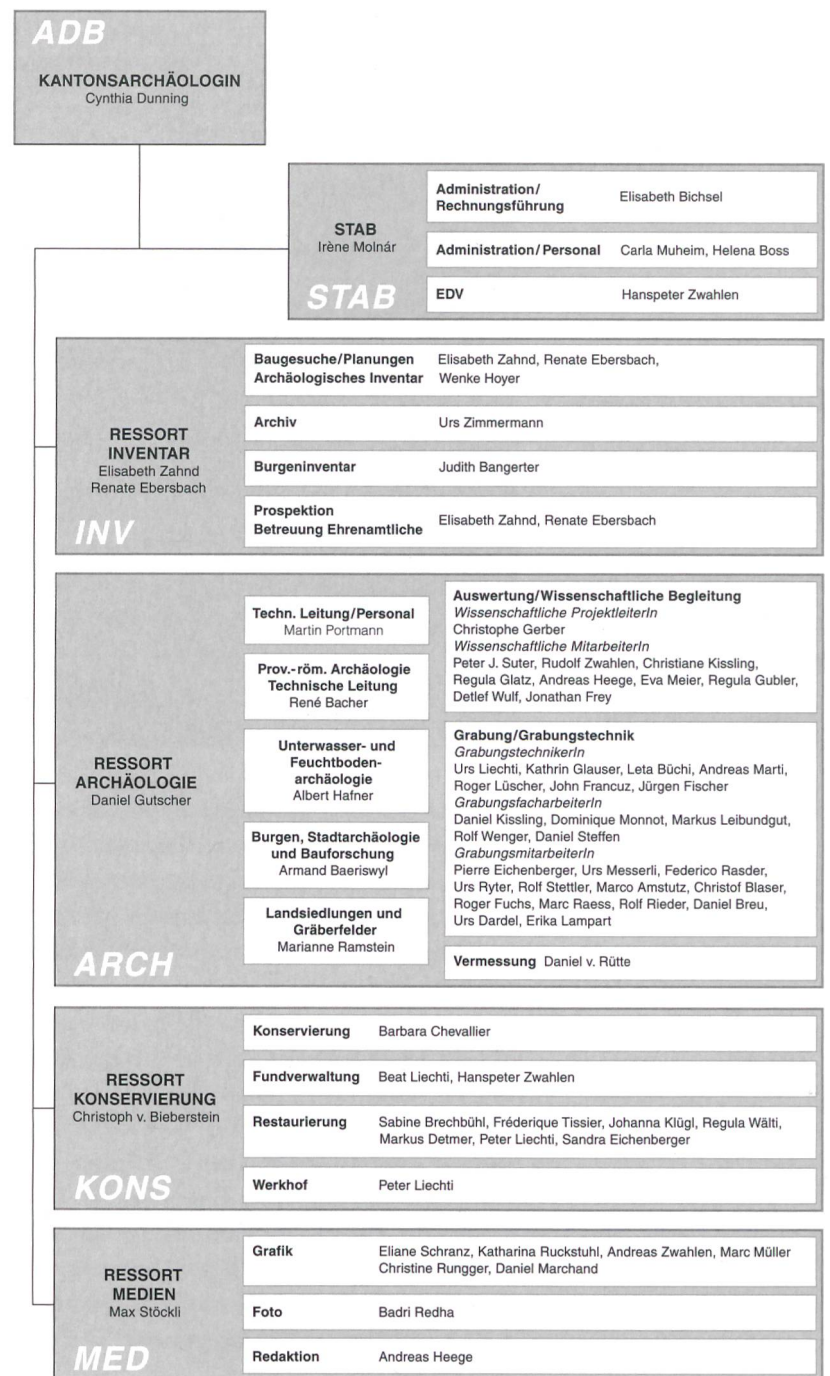 ADB
KANTONSARCHÄOLOGIN
Cynthia Dunning
STAB
Irène Molnár
STAB
Administration/
Rechnungsführung
Elisabeth Bichsel
Administration/Personal
Carla Muheim, Helena Boss
EDV
Hanspeter Zwahlen
RESSORT
INVENTAR
Elisabeth Zahnd
Renate Ebersbach
INV
Baugesuche/Planungen
Archäologisches Inventar
Elisabeth Zahnd, Renate Ebersbach,
Wenke Hoyer
Archiv
Urs Zimmermann
Burgeninventar
Judith Bangerter
Prospektion
Betreuung Ehrenamtliche
Elisabeth Zahnd, Renate Ebersbach
RESSORT
ARCHÄOLOGIE
Daniel Gutscher
ARCH
Techn. Leitung/Personal
Martin Portmann
Prov.-röm. Archäologie
Technische Leitung
René Bacher
Unterwasser- und
Feuchtboden-
archäologie
Albert Hafner
Burgen, Stadtarchäologie
und Bauforschung
Armand Baeriswyl
Landsiedlungen und
Gräberfelder
Marianne Ramstein
Auswertung/Wissenschaftliche Begleitung
Wissenschaftliche ProjektleiterIn
Christophe Gerber
Wissenschaftliche MitarbeiterIn
Peter J. Suter, Rudolf Zwahlen, Christiane Kissling,
Regula Glatz, Andreas Heege, Eva Meier, Regula Gubler,
Detlef Wulf, Jonathan Frey
Grabung/Grabungstechnik
GrabungstechnikerIn
Urs Liechti, Kathrin Glauser, Leta Büchi, Andreas Marti,
Roger Lüscher, John Francuz, Jürgen Fischer
GrabungsfacharbeiterIn
Daniel Kissling, Dominique Monnot, Markus Leibundgut,
Rolf Wenger, Daniel Steffen
GrabungsmitarbeiterIn
Pierre Eichenberger, Urs Messerli, Federico Rasder,
Urs Ryter, Rolf Stettler, Marco Amstutz, Christof Blaser,
Roger Fuchs, Marc Raess, Rolf Rieder, Daniel Breu,
Urs Dardel, Erika Lampart
Vermessung Daniel v. Rütte
RESSORT
KONSERVIERUNG
Christoph v. Bieberstein
KONS
Konservierung
Barbara Chevallier
Fundverwaltung
Beat Liechti, Hanspeter Zwahlen
Restaurierung
Sabine Brechbühl, Fréderique Tissier, Johanna Klügl, Regula Wälti,
Markus Detmer, Peter Liechti, Sandra Eichenberger
Werkhof
Peter Liechti
RESSORT
MEDIEN
Max Stöckli
MED
Grafik
Eliane Schranz, Katharina Ruckstuhl, Andreas Zwahlen, Marc Müller
Christine Rungger, Daniel Marchand
Foto
Badri Redha
Redaktion
Andreas Heege